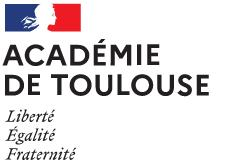 ACADÉMIE
DE TOULOUSE
Liberté
Égalité
Fraternité